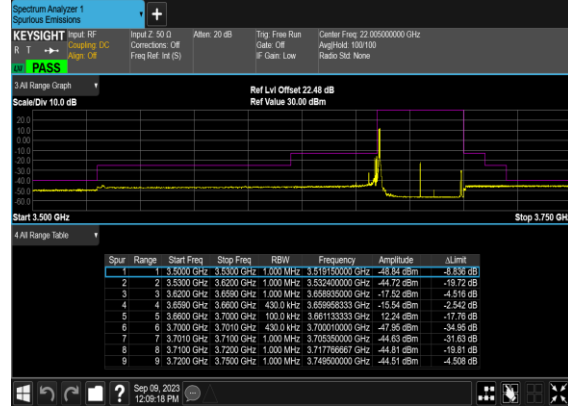 Spectrum Analyzer 1
Spurious Emissions
KEYSIGHT Input: RF Input Z: 50 Ω Atten: 20 dB Trig: Free Run Center Freq: 22.005000000 GHz
R T Coupling: DC Corrections: Off Gate: Off Avg|Hold: 100/100
Align: Off Freq Ref: Int (S) IF Gain: Low Radio Std: None
PASS
3 All Range Graph
Ref Lvl Offset 22.48 dB
Scale/Div 10.0 dB Ref Value 30.00 dBm
20.0
10.0
0.00
-10.0
-20.0
-30.0
-40.0
-50.0
-60.0
Start 3.500 GHz Stop 3.750 GHz
4 All Range Table
Spur Range Start Freq Stop Freq RBW Frequency Amplitude ΔLimit
1 1 3.5000 GHz 3.5300 GHz 1.000 MHz 3.519150000 GHz -48.84 dBm -8.836 dB
2 2 3.5300 GHz 3.6200 GHz 1.000 MHz 3.532400000 GHz -44.72 dBm -19.72 dB
3 3 3.6200 GHz 3.6590 GHz 1.000 MHz 3.658935000 GHz -17.52 dBm -4.516 dB
4 4 3.6590 GHz 3.6600 GHz 430.0 kHz 3.659958333 GHz -15.54 dBm -2.542 dB
5 5 3.6600 GHz 3.7000 GHz 100.0 kHz 3.661133333 GHz 12.24 dBm -17.76 dB
6 6 3.7000 GHz 3.7010 GHz 430.0 kHz 3.700010000 GHz -47.95 dBm -34.95 dB
7 7 3.7010 GHz 3.7100 GHz 1.000 MHz 3.705350000 GHz -44.63 dBm -31.63 dB
8 8 3.7100 GHz 3.7200 GHz 1.000 MHz 3.717766667 GHz -44.81 dBm -19.81 dB
9 9 3.7200 GHz 3.7500 GHz 1.000 MHz 3.749500000 GHz -44.51 dBm -4.508 dB
Sep 09, 2023
12:09:18 PM